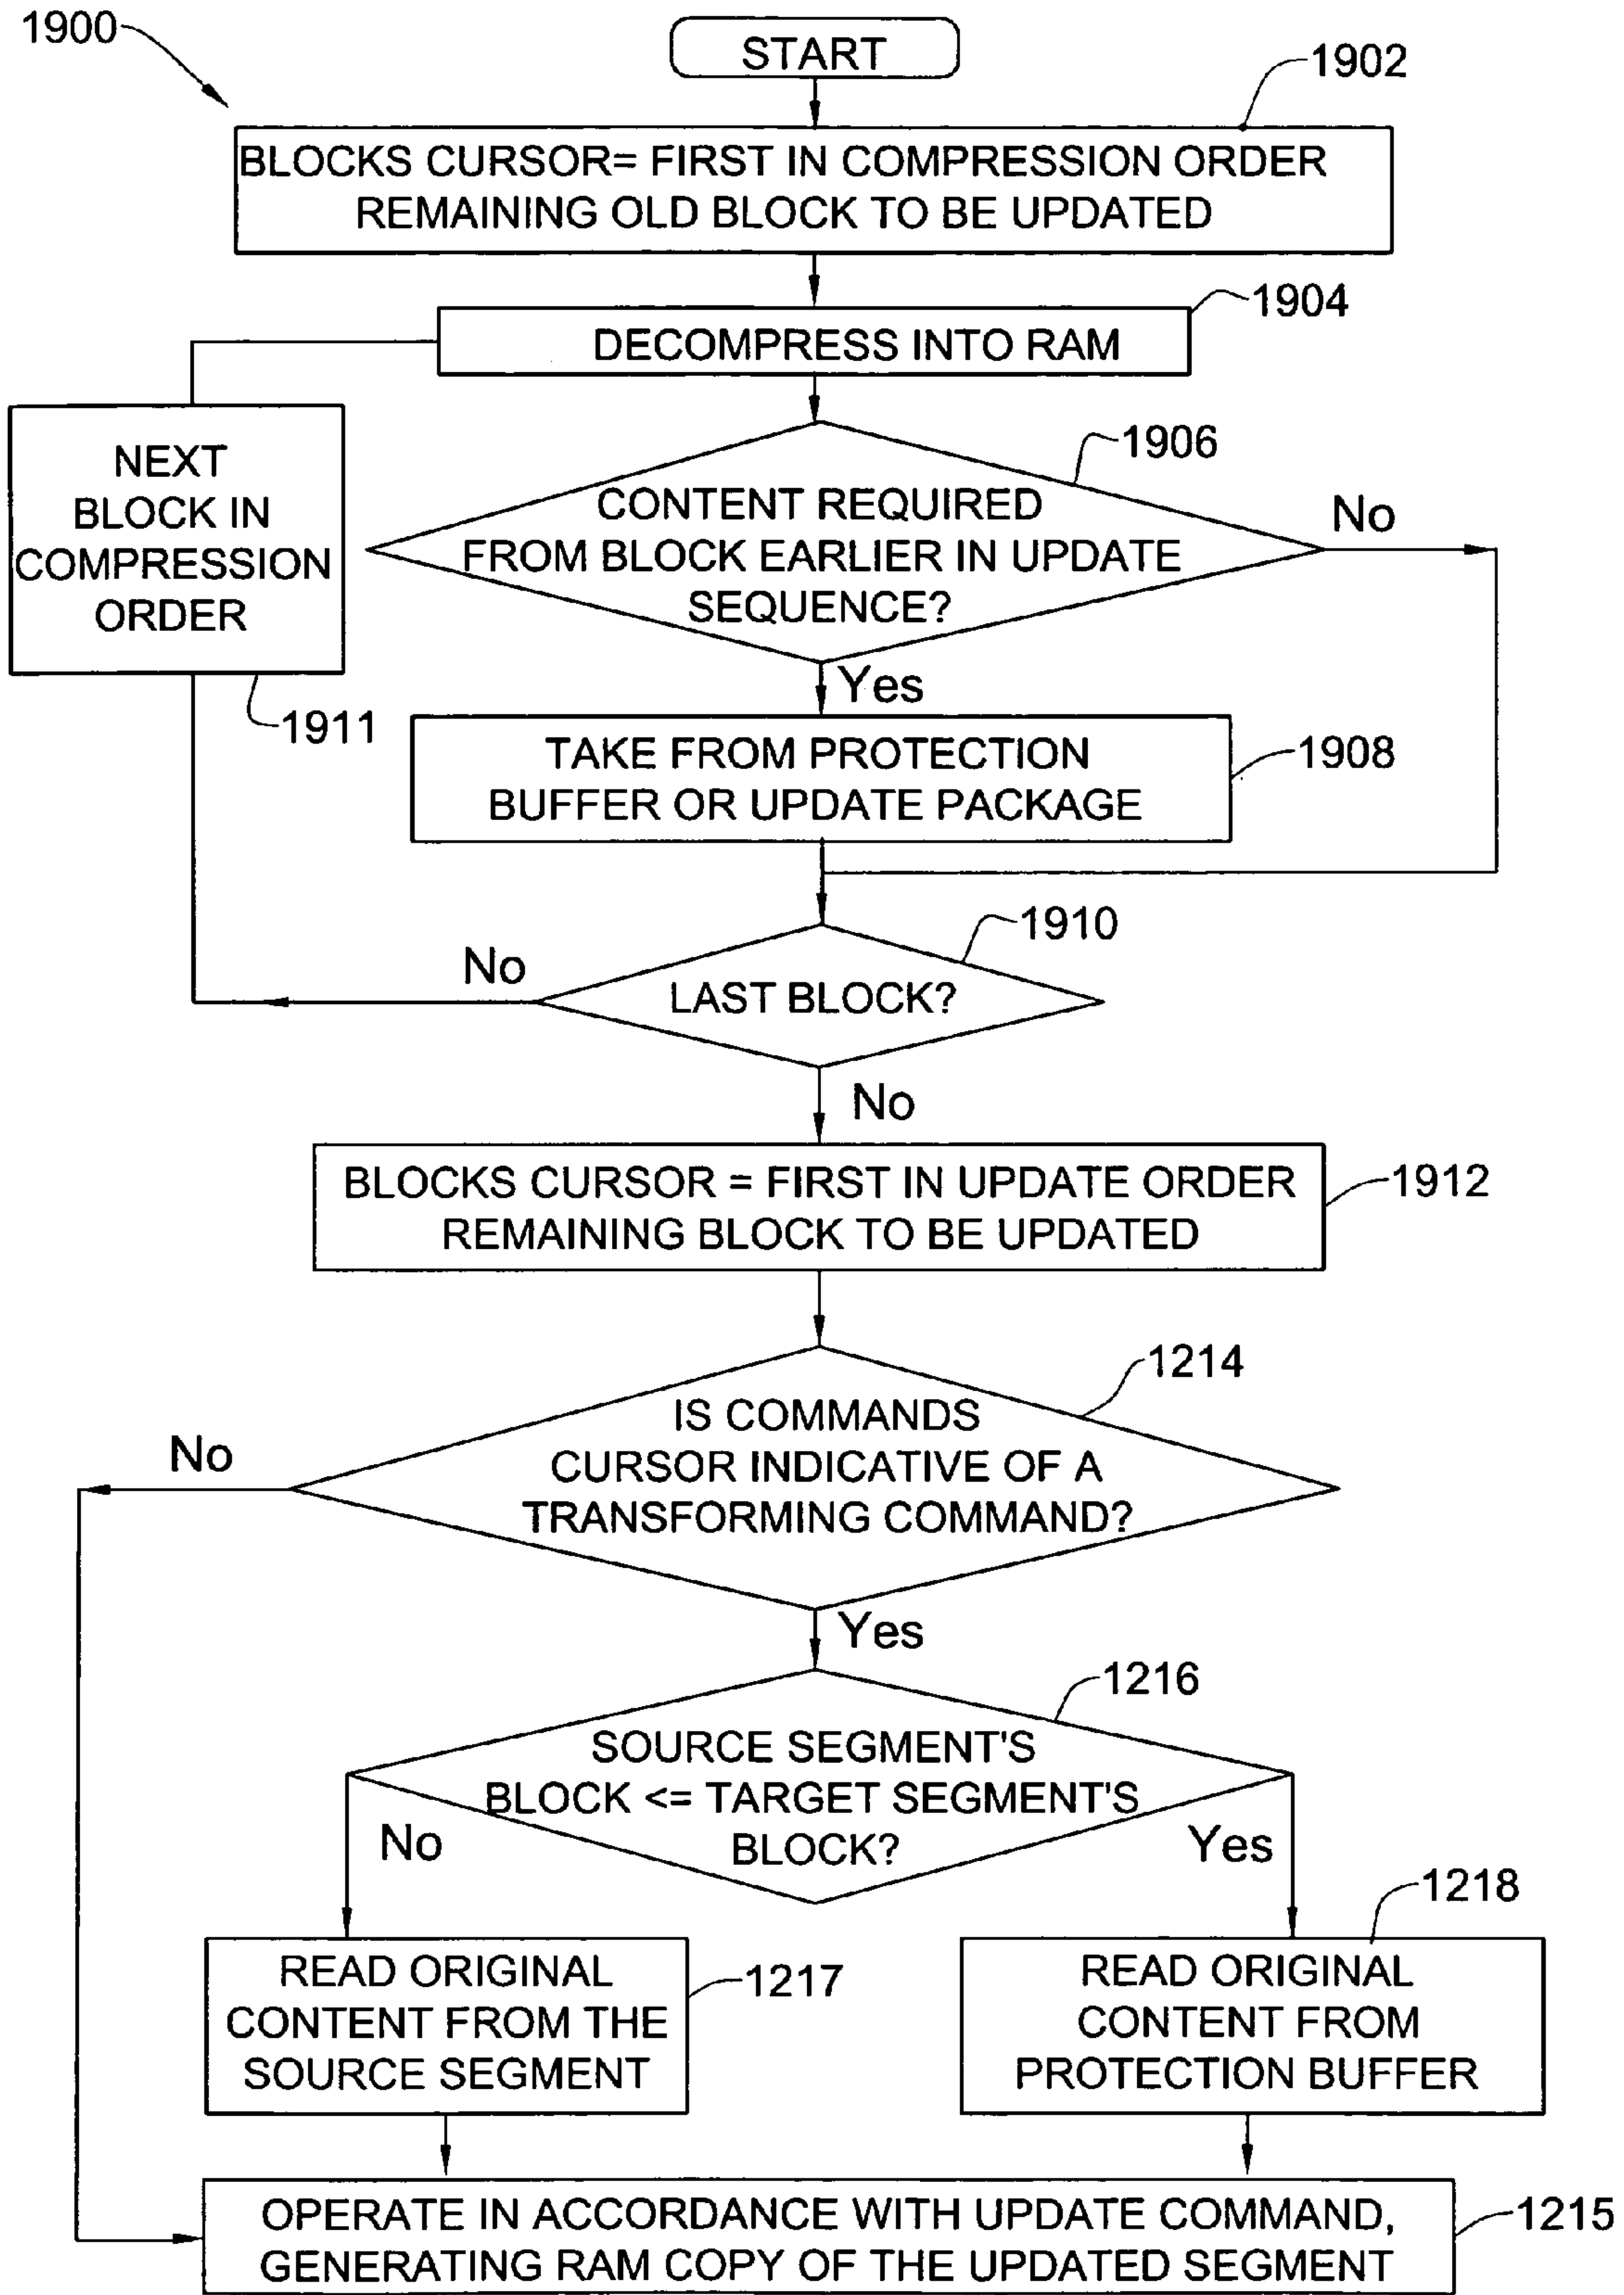 1900
START
1902
BLOCKS CURSOR= FIRST IN COMPRESSION ORDER
REMAINING OLD BLOCK TO BE UPDATED
1904
DECOMPRESS INTO RAM
NEXT
BLOCK IN
COMPRESSION
ORDER
1911
1906
CONTENT REQUIRED
FROM BLOCK EARLIER IN UPDATE
SEQUENCE?
No
Yes
TAKE FROM PROTECTION
BUFFER OR UPDATE PACKAGE
1908
1910
LAST BLOCK?
No
No
BLOCKS CURSOR = FIRST IN UPDATE ORDER
REMAINING BLOCK TO BE UPDATED
1912
1214
IS COMMANDS
CURSOR INDICATIVE OF A
TRANSFORMING COMMAND?
No
Yes
1216
SOURCE SEGMENT'S
BLOCK <= TARGET SEGMENT'S
BLOCK?
No
Yes
READ ORIGINAL
CONTENT FROM THE
SOURCE SEGMENT
1217
1218
READ ORIGINAL
CONTENT FROM
PROTECTION BUFFER
OPERATE IN ACCORDANCE WITH UPDATE COMMAND,
GENERATING RAM COPY OF THE UPDATED SEGMENT
1215